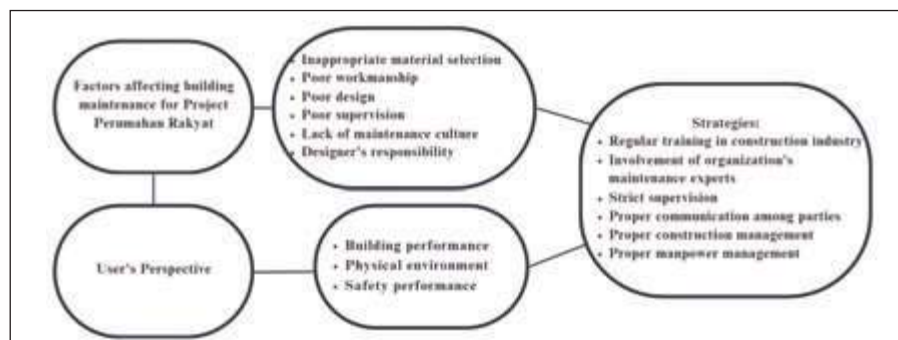 Factors affecting building
maintenance for Project
Perumahan Rakyat
• Inappropriate material selection
• Poor workmanship
• Poor design
• Poor supervision
• Lack of maintenance culture
• Designer's responsibility
Strategies:
• Regular training in construction industry
• Involvement of organization's
maintenance experts
• Strict supervision
• Proper communication among parties
• Proper construction management
• Proper manpower management
User's Perspective
• Building performance
• Physical environment
• Safety performance